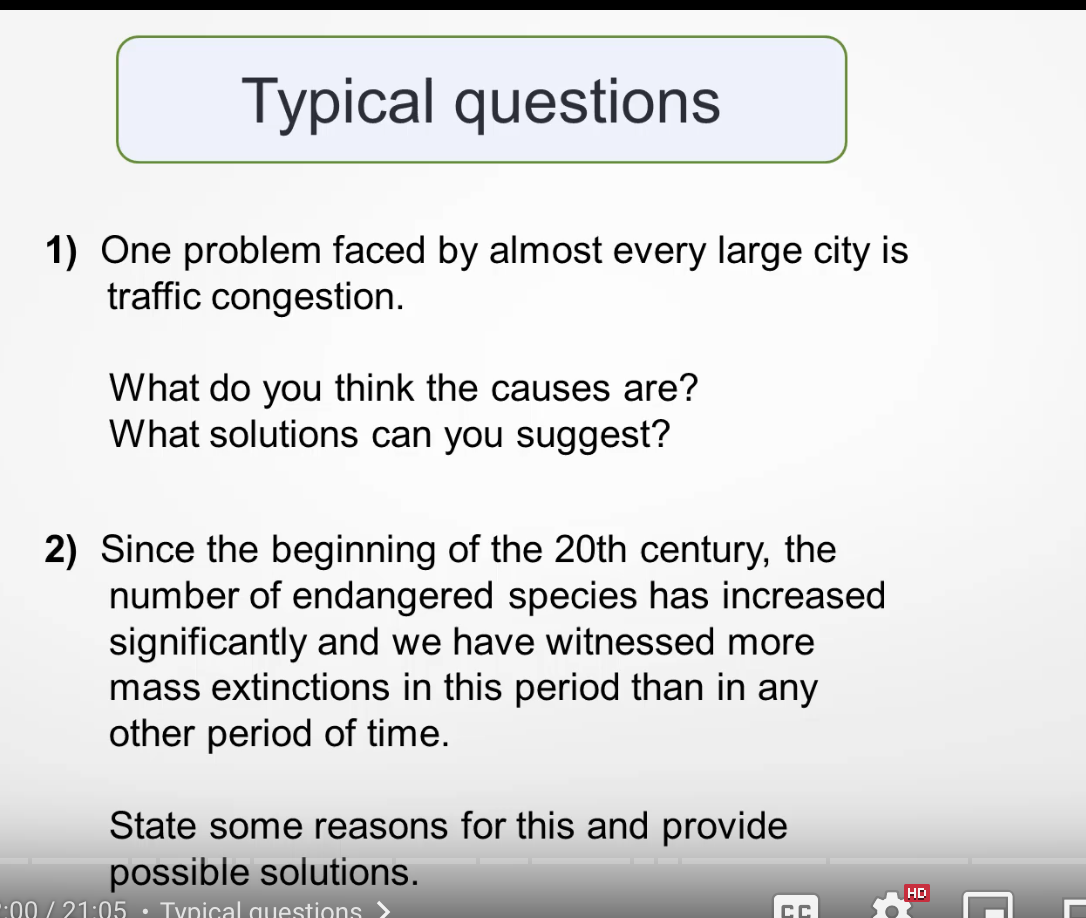 Typical questions
1) One problem faced by almost every large city is
traffic congestion.
What do you think the causes are?
What solutions can you suggest?
2) Since the beginning of the 20th century, the
number of endangered species has increased
significantly and we have witnessed more
mass extinctions in this period than in any
other period of time.
State some reasons for this and provide
possible solutions.
:00 / 21:05 • Typical questions >
CC HD